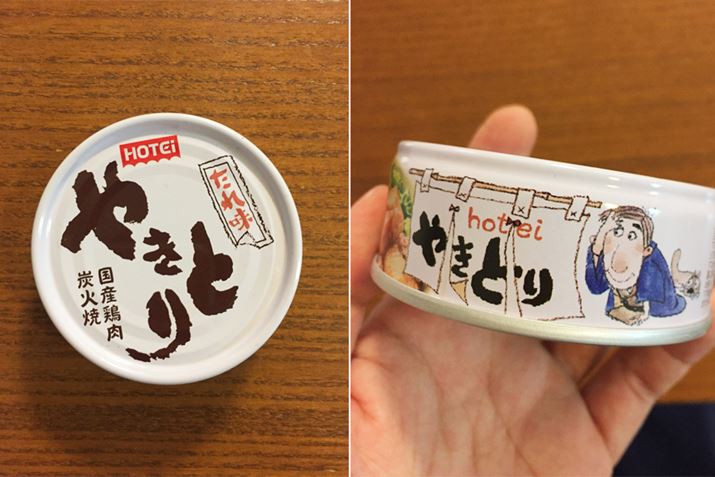 HOTEi
たれ味
やきとり
国産鶏肉
炭火焼
hotei
やきとり